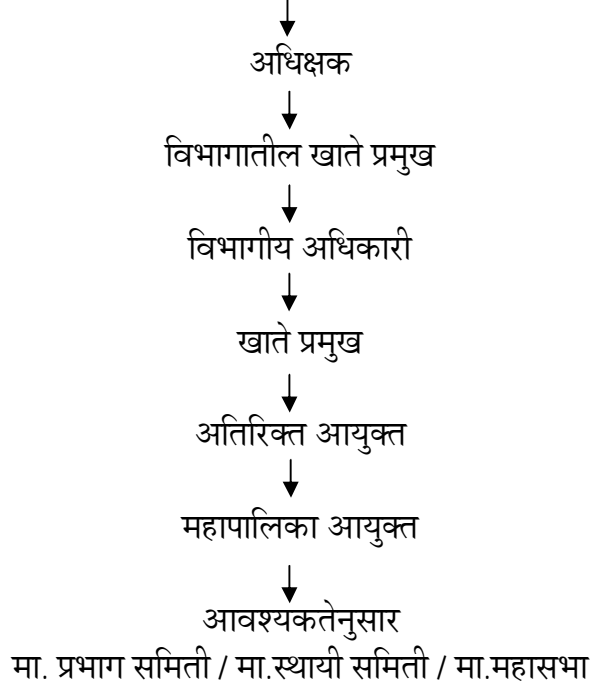 अधिक्षक
विभागातील खाते प्रमुख
विभागीय अधिकारी
खाते प्रमुख
अतिरिक्त आयुक्त
महापालिका आयुक्त
आवश्यकतेनुसार
मा. प्रभाग समिती / मा.स्थायी समिती / मा.महासभा